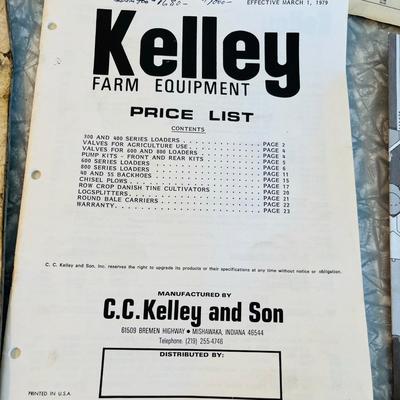 EFFECTIVE MARCH 1, 1979
Kelley
FARM EQUIPMENT
PRICE LIST
CONTENTS
300 AND 400 SERIES LOADERS PAGE 2
VALVES FOR AGRICULTURE USE PAGE 4
VALVES FOR 600 AND 800 LOADERS PAGE 4
PUMP KITS - FRONT AND REAR KITS PAGE 5
600 SERIES LOADERS PAGE 6
800 SERIES LOADERS PAGE 11
40 AND 55 BACKHOES PAGE 15
CHISEL PLOWS PAGE 17
ROW CROP DANISH TINE CULTIVATORS PAGE 20
LOGSPLITTERS PAGE 21
ROUND BALE CARRIERS PAGE 22
WARRANTY PAGE 23
C. C. Kelley and Son, Inc. reserves the right to upgrade its products or their specifications at any time without notice or obligation.
MANUFACTURED BY
C.C. Kelley and Son
61509 BREMEN HIGHWAY • MISHAWAKA, INDIANA 46544
Telephone: (219) 255-4746
DISTRIBUTED BY:
PRINTED IN U.S.A.